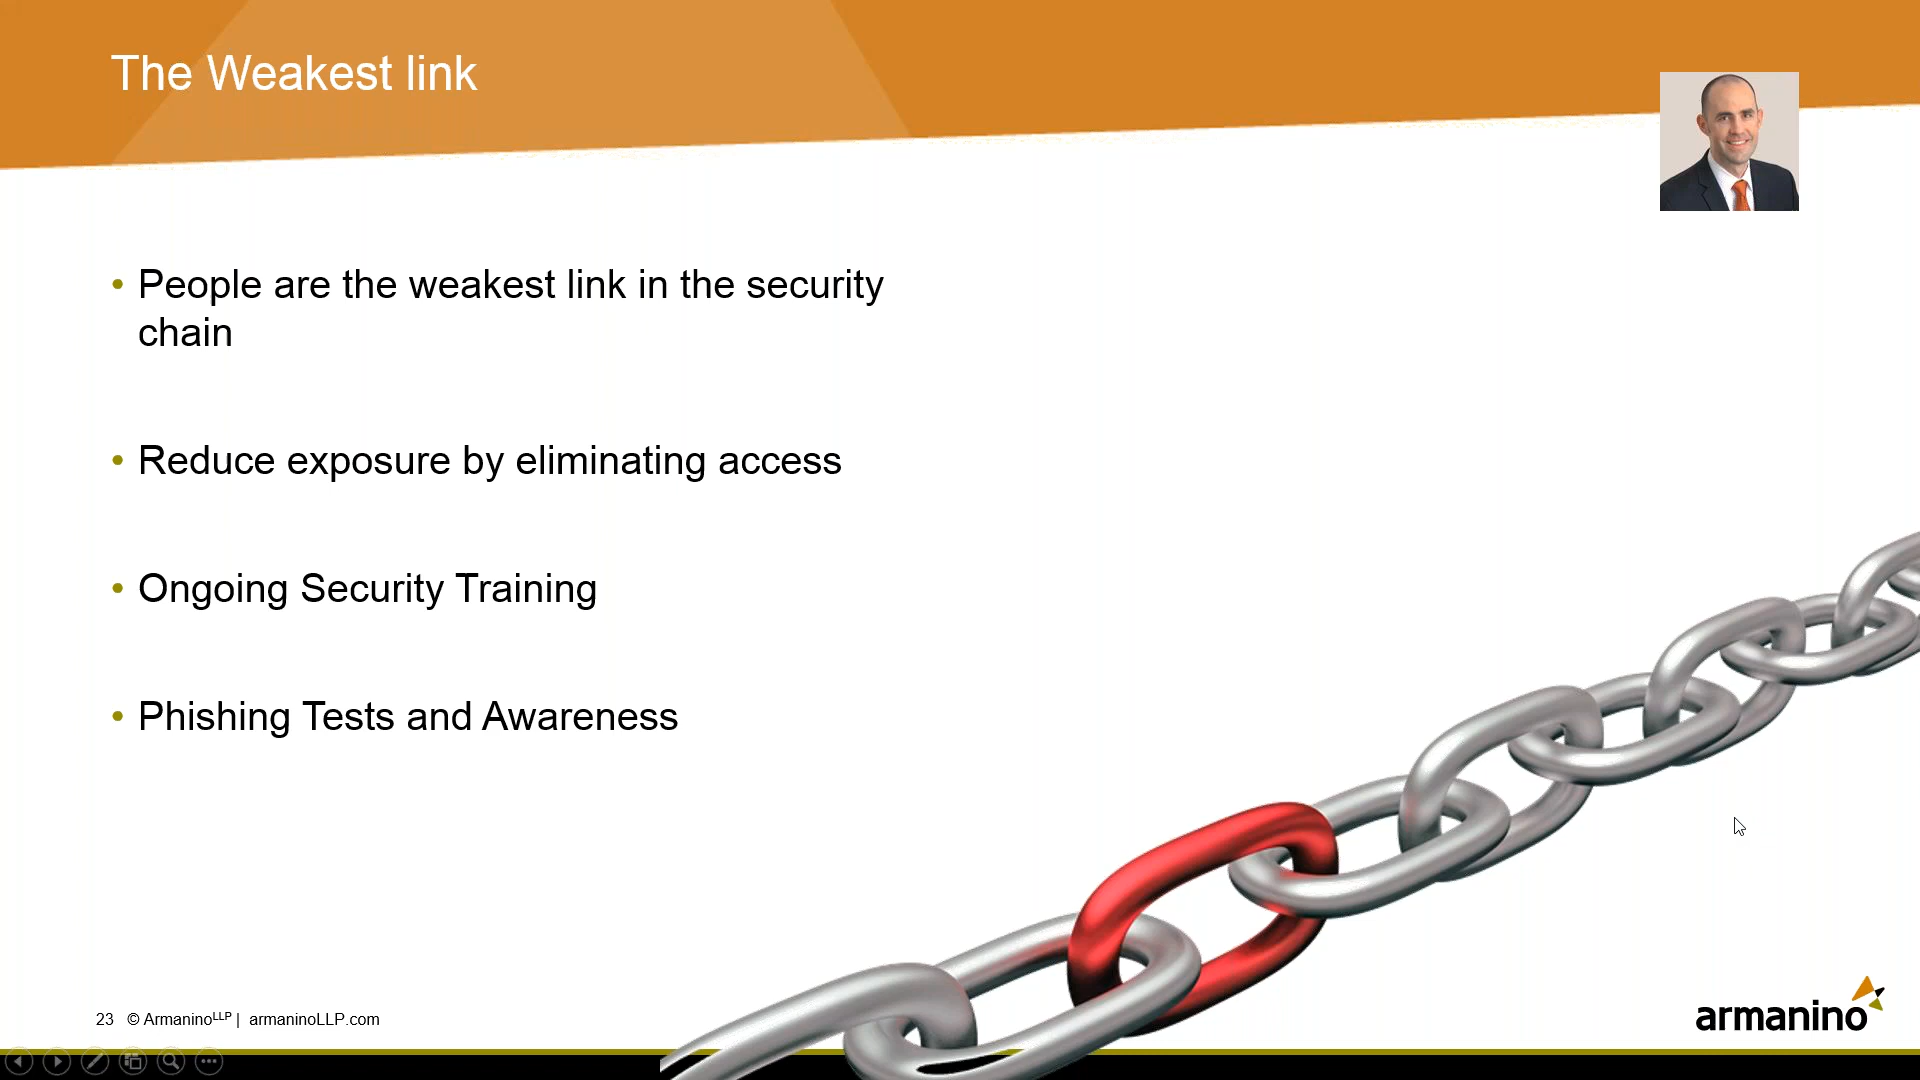 The Weakest link
• People are the weakest link in the security
chain
• Reduce exposure by eliminating access
• Ongoing Security Training
• Phishing Tests and Awareness
23 © ArmaninoLLP | armaninoLLP.com
armanino